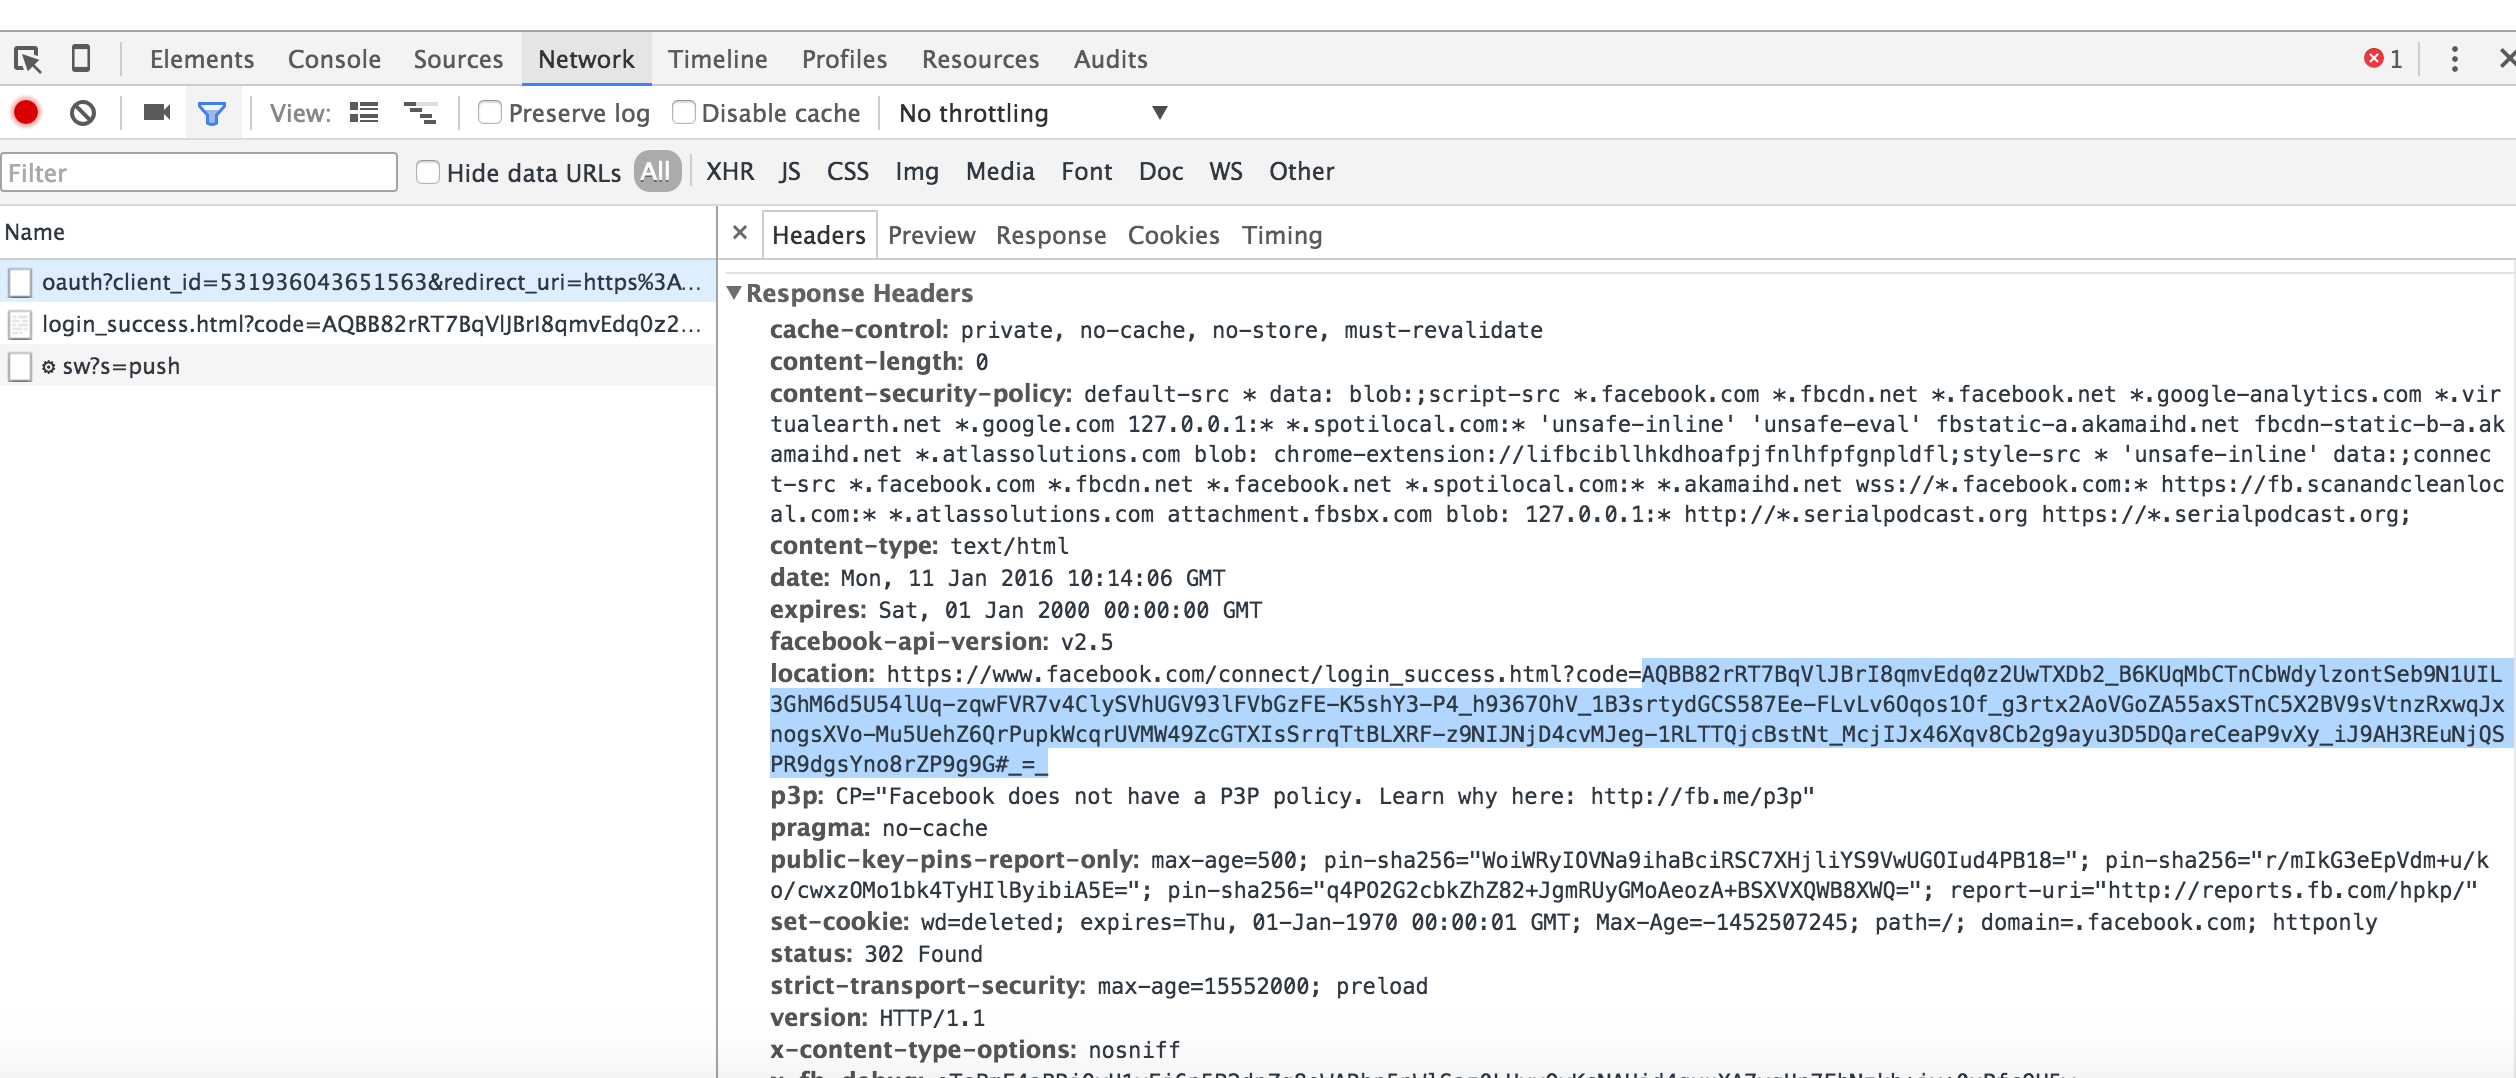 Elements Console Sources Network Timeline Profiles Resources Audits 1
View: Preserve log Disable cache No throttling
Filter Hide data URLs All XHR JS CSS Img Media Font Doc WS Other
Name
oauth?client_id=531936043651563&redirect_uri=https%3A...
login_success.html?code=AQBB82rRT7BqVlJBrI8qmvEdq0z2...
sw?s=push
Headers Preview Response Cookies Timing
Response Headers
cache-control: private, no-cache, no-store, must-revalidate
content-length: 0
content-security-policy: default-src * data: blob:;script-src *.facebook.com *.fbcdn.net *.facebook.net *.google-analytics.com *.vir
tualearth.net *.google.com 127.0.0.1:* *.spotilocal.com:* 'unsafe-inline' 'unsafe-eval' fbstatic-a.akamaihd.net fbcdn-static-b-a.ak
amaihd.net *.atlassolutions.com blob: chrome-extension://lifbcibllhkdhoafpjfnlhfpfgnpldfl;style-src * 'unsafe-inline' data:;connec
t-src *.facebook.com *.fbcdn.net *.facebook.net *.spotilocal.com:* *.akamaihd.net wss://*.facebook.com:* https://fb.scanandcleanloc
al.com:* *.atlassolutions.com attachment.fbsbx.com blob: 127.0.0.1:* http://*.serialpodcast.org https://*.serialpodcast.org;
content-type: text/html
date: Mon, 11 Jan 2016 10:14:06 GMT
expires: Sat, 01 Jan 2000 00:00:00 GMT
facebook-api-version: v2.5
location: https://www.facebook.com/connect/login_success.html?code=AQBB82rRT7BqVlJBrI8qmvEdq0z2UwTXDb2_B6KUqMbCTnCbWdylzontSeb9N1UIL
3GhM6d5U54lUq-zqwFVR7v4ClySVhUGV93lFVbGzFE-K5shY3-P4_h9367OhV_1B3srtydGCS587Ee-FLvLv6Oqos1Of_g3rtx2AoVGoZA55axSTnC5X2BV9sVtnzRxwqJx
nogsXVo-Mu5UehZ6QrPupkWcqrUVMW49ZcGTXIsSrrqTtBLXRF-z9NIJNjD4cvMJeg-1RLTTQjcBstNt_McjIJx46Xqv8Cb2g9ayu3D5DQareCeaP9vXy_iJ9AH3REuNjQS
PR9dgsYno8rZP9g9G#_=_
p3p: CP="Facebook does not have a P3P policy. Learn why here: http://fb.me/p3p"
pragma: no-cache
public-key-pins-report-only: max-age=500; pin-sha256="WoiWRyIOVNa9ihaBciRSC7XHjliYS9VwUGOIud4PB18="; pin-sha256="r/mIkG3eEpVdm+u/k
o/cwxzOMo1bk4TyHIlByibiA5E="; pin-sha256="q4PO2G2cbkZhZ82+JgmRUyGMoAeozA+BSXVXQWB8XWQ="; report-uri="http://reports.fb.com/hpkp/"
set-cookie: wd=deleted; expires=Thu, 01-Jan-1970 00:00:01 GMT; Max-Age=-1452507245; path=/; domain=.facebook.com; httponly
status: 302 Found
strict-transport-security: max-age=15552000; preload
version: HTTP/1.1
x-content-type-options: nosniff